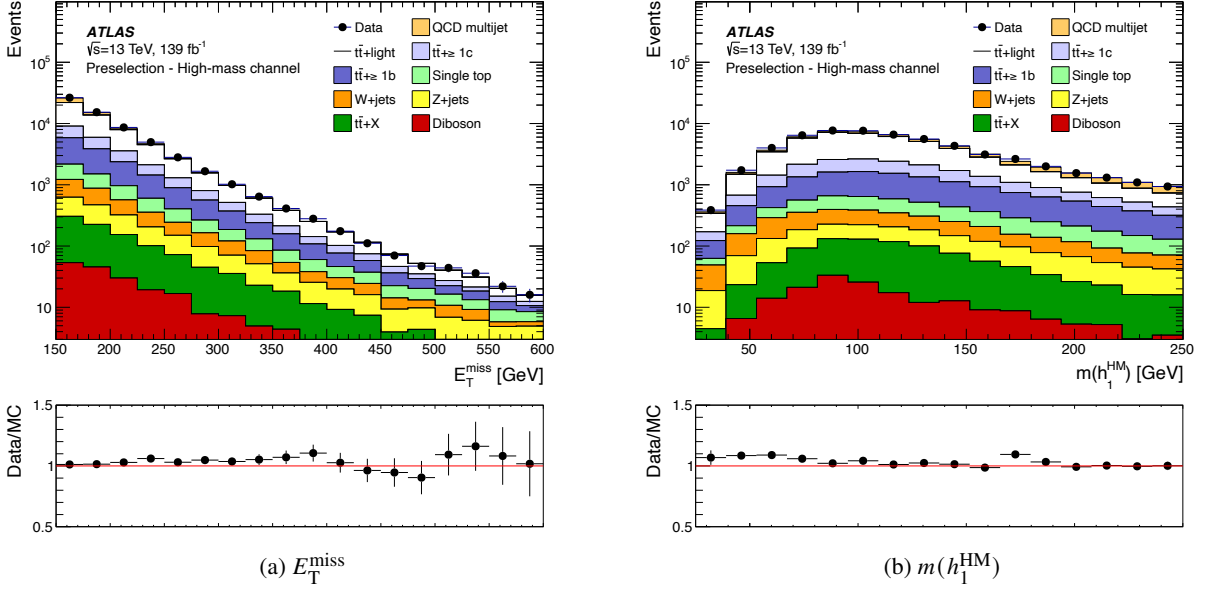 Events
ATLAS
√s=13 TeV, 139 fb⁻¹
Preselection - High-mass channel
Data
QCD multijet
tt̄+light
tt̄+≥ 1c
tt̄+≥ 1b
Single top
W+jets
Z+jets
tt̄+X
Diboson
10⁵
10⁴
10³
10²
10
150 200 250 300 350 400 450 500 550 600
E_T^miss [GeV]
Data/MC
1.5
1
0.5
(a) E_T^miss
Events
ATLAS
√s=13 TeV, 139 fb⁻¹
Preselection - High-mass channel
Data
QCD multijet
tt̄+light
tt̄+≥ 1c
tt̄+≥ 1b
Single top
W+jets
Z+jets
tt̄+X
Diboson
10⁵
10⁴
10³
10²
10
50 100 150 200 250
m(h_1^HM) [GeV]
Data/MC
1.5
1
0.5
(b) m(h_1^HM)